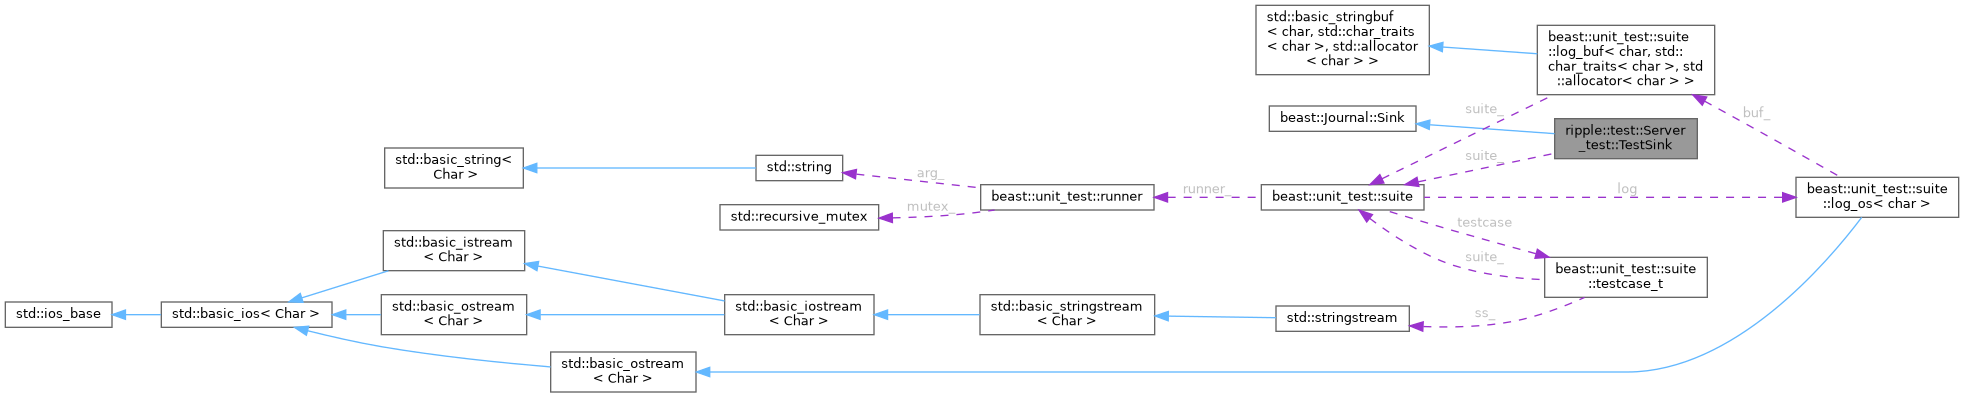 std::basic_stringbuf
< char, std::char_traits
< char >, std::allocator
< char > >
beast::unit_test::suite
::log_buf< char, std::
char_traits< char >, std
::allocator< char > >
suite_
buf_
beast::Journal::Sink
ripple::test::Server
_test::TestSink
suite_
std::basic_string<
Char >
std::string
arg_
beast::unit_test::runner
runner_
beast::unit_test::suite
log
beast::unit_test::suite
::log_os< char >
std::recursive_mutex
mutex_
testcase
std::basic_istream
< Char >
suite_
beast::unit_test::suite
::testcase_t
std::ios_base
std::basic_ios< Char >
std::basic_ostream
< Char >
std::basic_iostream
< Char >
std::basic_stringstream
< Char >
std::stringstream
ss_
std::basic_ostream
< Char >